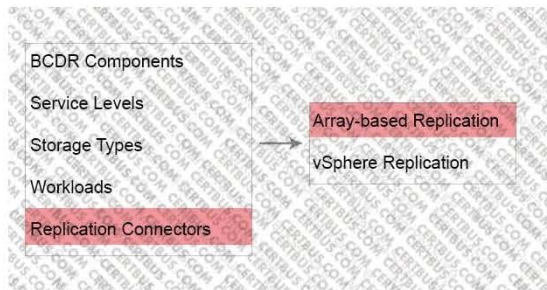 BCDR Components
Service Levels
Storage Types
Workloads
Replication Connectors
Array-based Replication
vSphere Replication